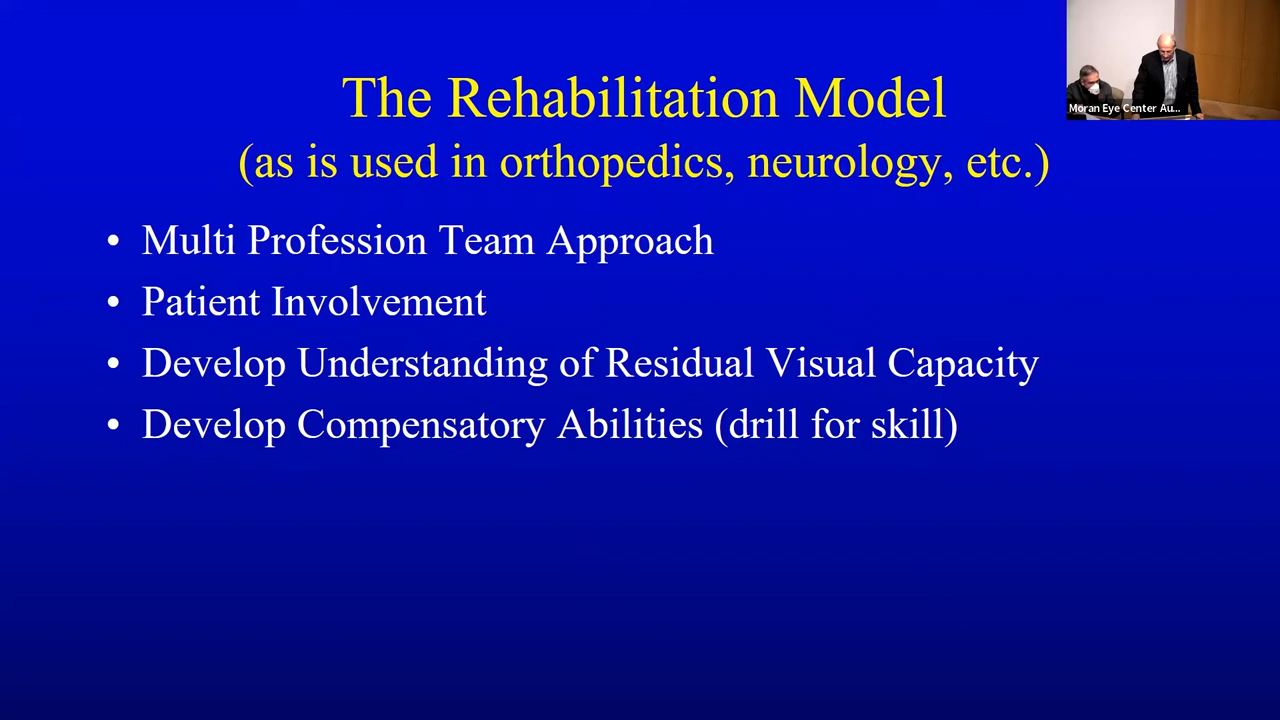 The Rehabilitation Model
(as is used in orthopedics, neurology, etc.)
• Multi Profession Team Approach
• Patient Involvement
• Develop Understanding of Residual Visual Capacity
• Develop Compensatory Abilities (drill for skill)
Moran Eye Center Au...